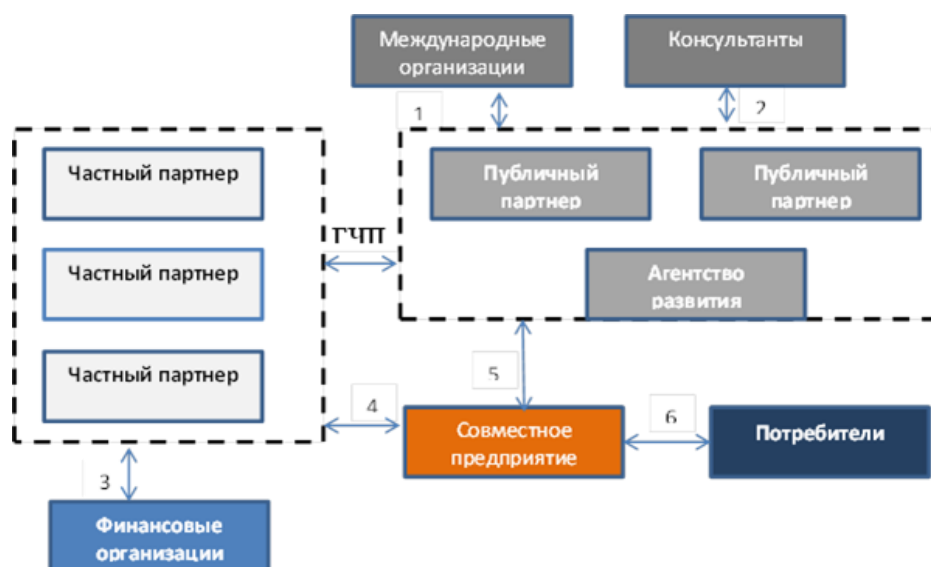 Международные
организации
Консультанты
1
2
Частный партнер
Публичный
партнер
Публичный
партнер
ГЧП
Частный партнер
Агентство
развития
Частный партнер
5
4
Совместное
предприятие
6
Потребители
3
Финансовые
организации